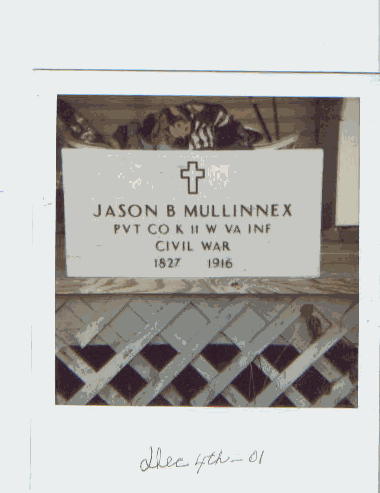 JASON B MULLINNEX
PVT CO K 11 W VA INF
CIVIL WAR
1827 1916
Dec 4th - 01